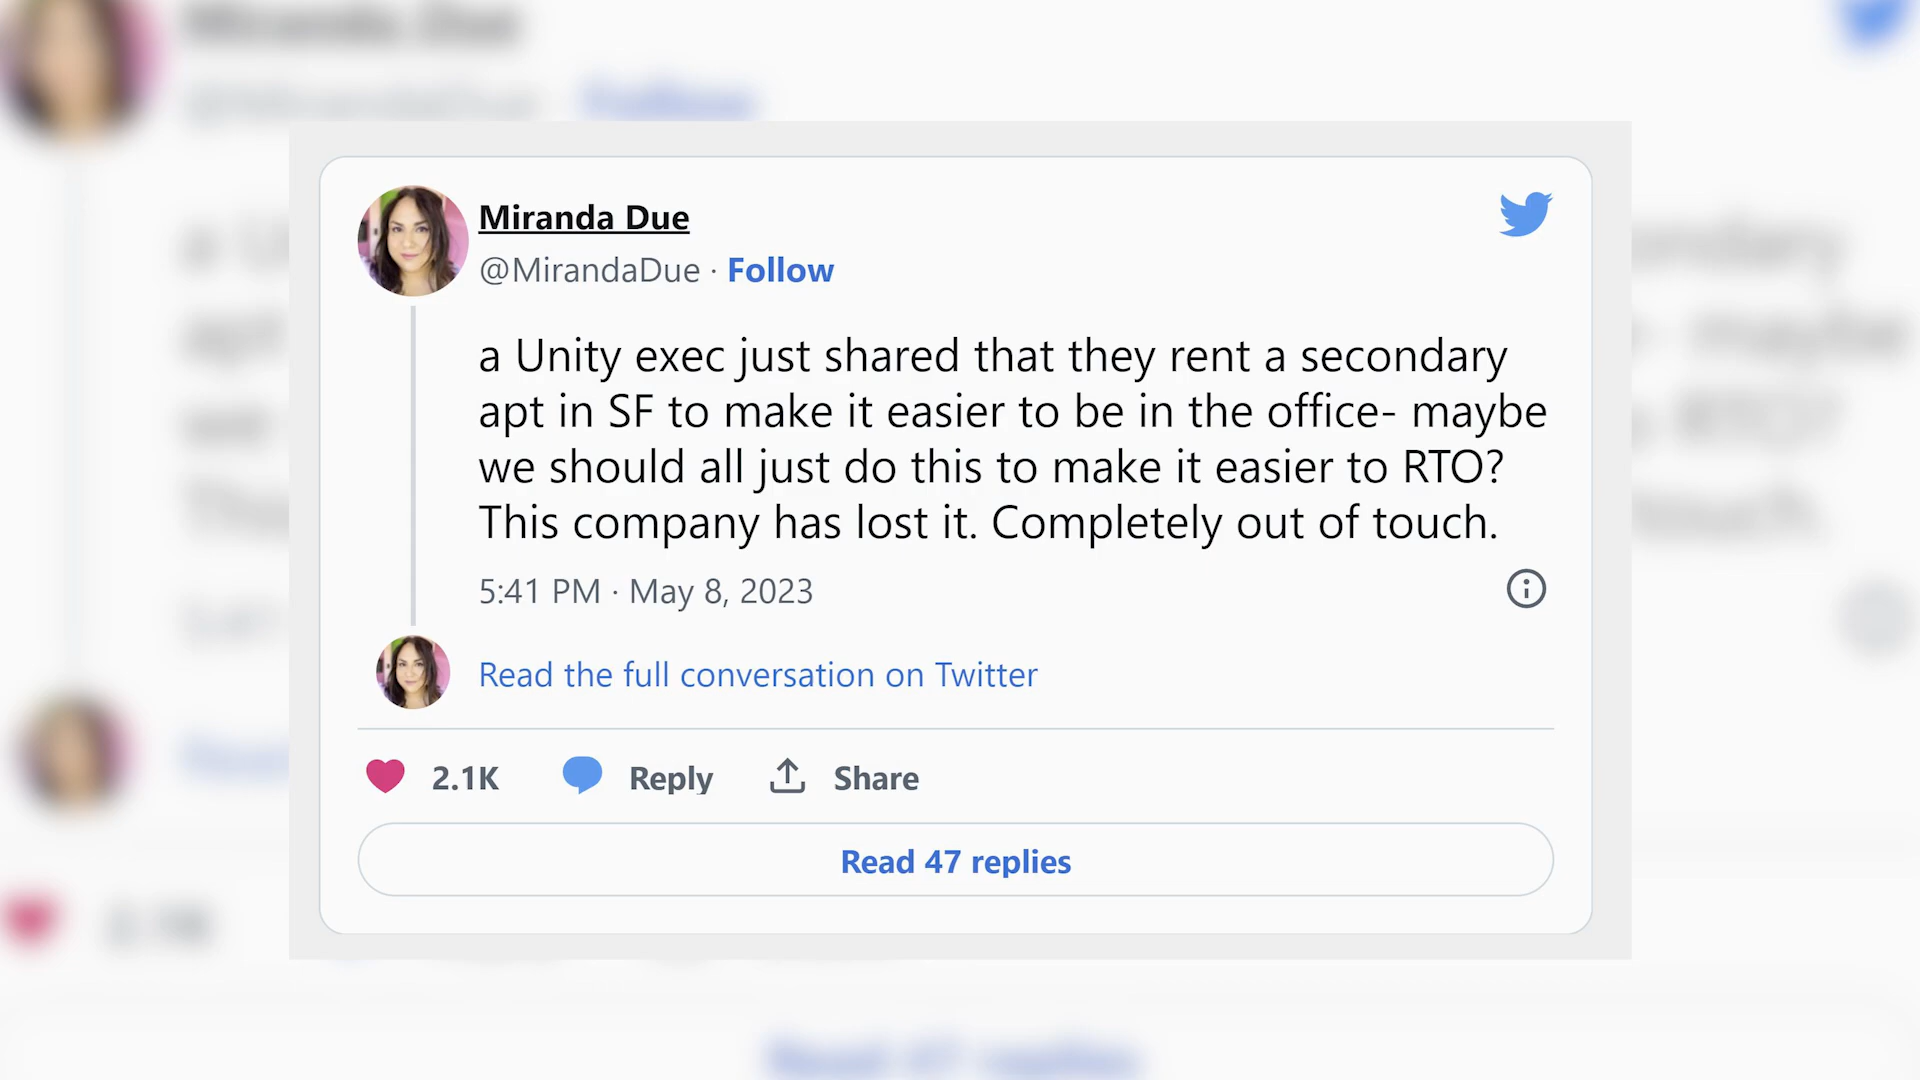 Miranda Due
@MirandaDue · Follow
a Unity exec just shared that they rent a secondary
apt in SF to make it easier to be in the office- maybe
we should all just do this to make it easier to RTO?
This company has lost it. Completely out of touch.
5:41 PM · May 8, 2023
Read the full conversation on Twitter
2.1K Reply Share
Read 47 replies